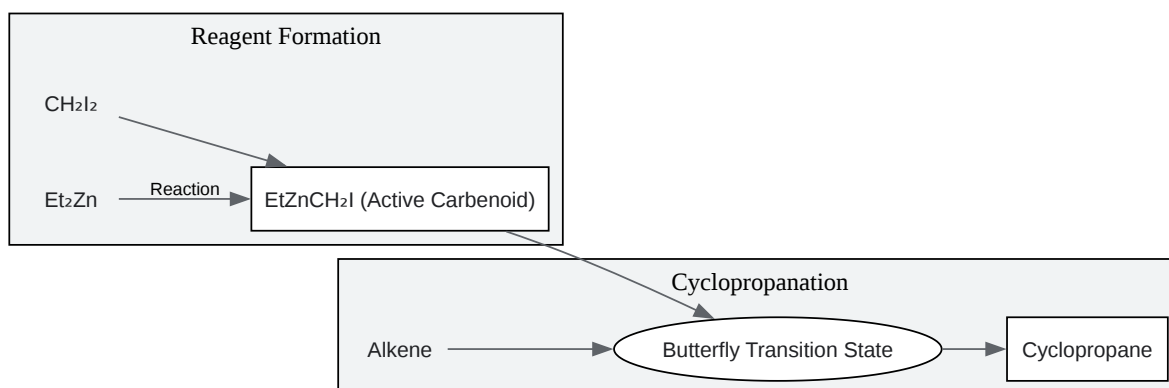 Reagent Formation
CH₂I₂
Et₂Zn
Reaction
EtZnCH₂I (Active Carbenoid)
Cyclopropanation
Alkene
Butterfly Transition State
Cyclopropane